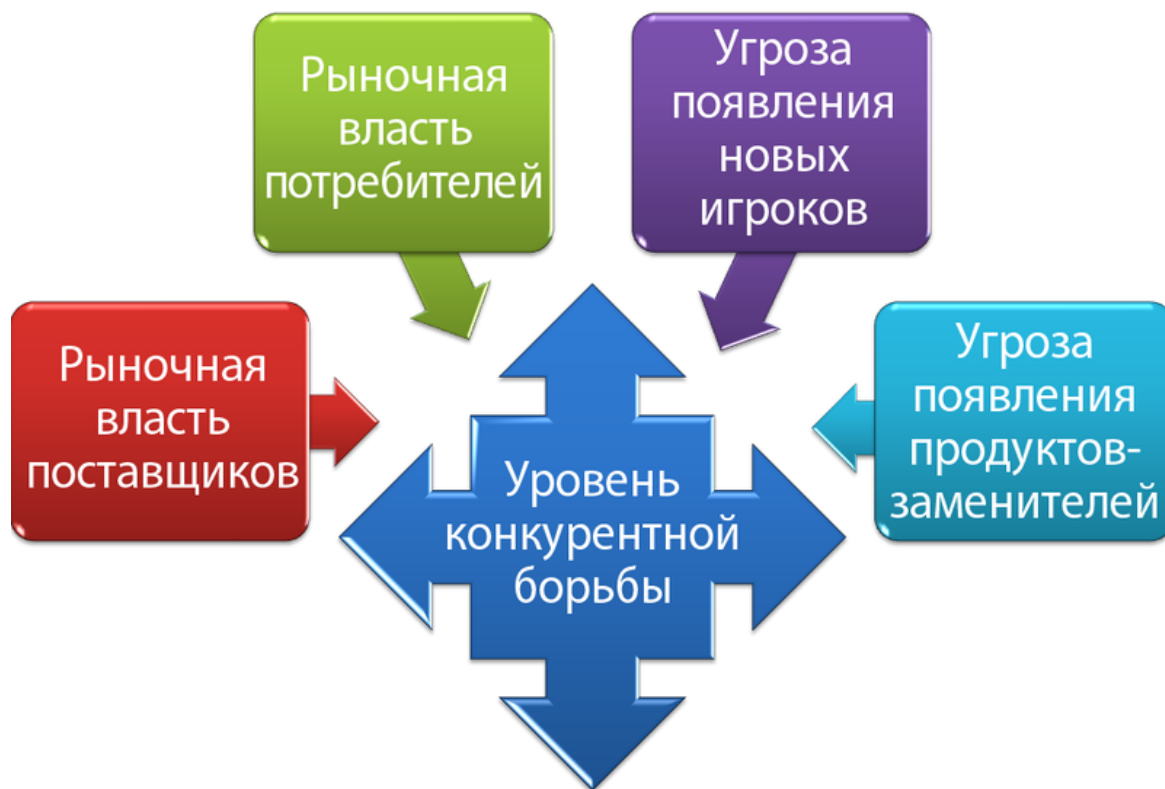 Рыночная
власть
потребителей
Угроза
появления
новых
игроков
Рыночная
власть
поставщиков
Угроза
появления
продуктов-
заменителей
Уровень
конкурентной
борьбы